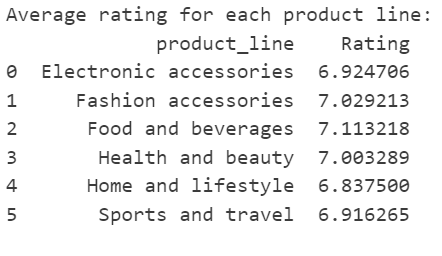 Average rating for each product line:
product_line Rating
0 Electronic accessories 6.924706
1 Fashion accessories 7.029213
2 Food and beverages 7.113218
3 Health and beauty 7.003289
4 Home and lifestyle 6.837500
5 Sports and travel 6.916265